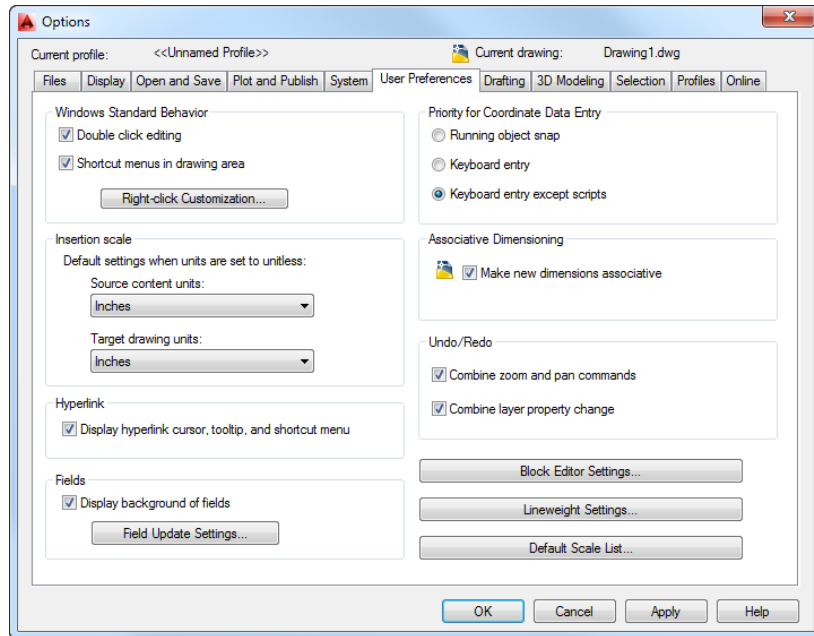 Options
Current profile: <<Unnamed Profile>> Current drawing: Drawing1.dwg
Files Display Open and Save Plot and Publish System User Preferences Drafting 3D Modeling Selection Profiles Online
Windows Standard Behavior
Double click editing
Shortcut menus in drawing area
Right-click Customization...
Insertion scale
Default settings when units are set to unitless:
Source content units:
Inches
Target drawing units:
Inches
Hyperlink
Display hyperlink cursor, tooltip, and shortcut menu
Fields
Display background of fields
Field Update Settings...
Priority for Coordinate Data Entry
Running object snap
Keyboard entry
Keyboard entry except scripts
Associative Dimensioning
Make new dimensions associative
Undo/Redo
Combine zoom and pan commands
Combine layer property change
Block Editor Settings...
Lineweight Settings...
Default Scale List...
OK Cancel Apply Help